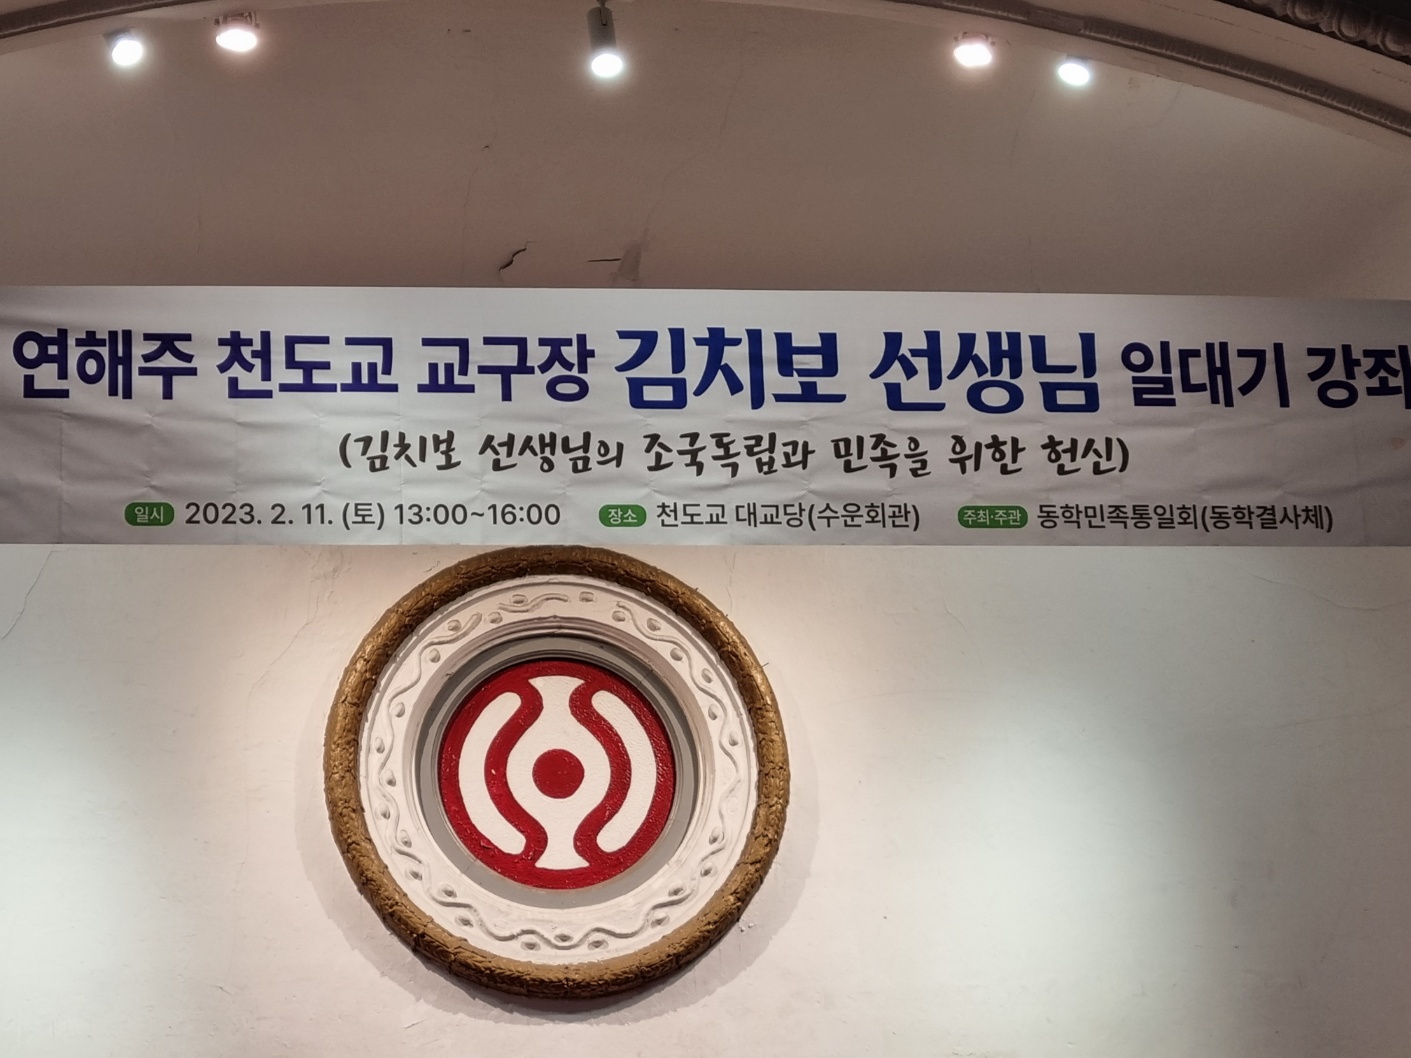 연해주 천도교 교구장 김치보 선생님 일대기 강좌
(김치보 선생님의 조국독립과 민족을 위한 헌신)
일시 2023. 2. 11. (토) 13:00~16:00 장소 천도교 대교당(수운회관) 주최·주관 동학민족통일회(동학결사체)